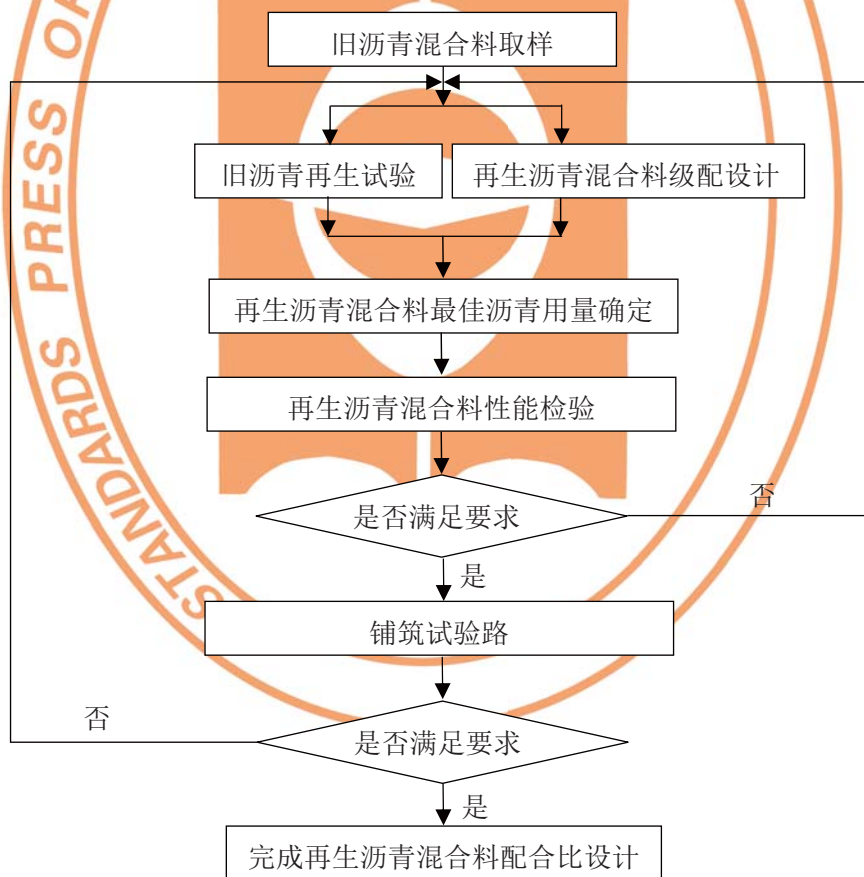 旧沥青混合料取样
旧沥青再生试验
再生沥青混合料级配设计
再生沥青混合料最佳沥青用量确定
再生沥青混合料性能检验
是否满足要求
否
是
铺筑试验路
否
是否满足要求
是
完成再生沥青混合料配合比设计
STANDARDS PRESS OF